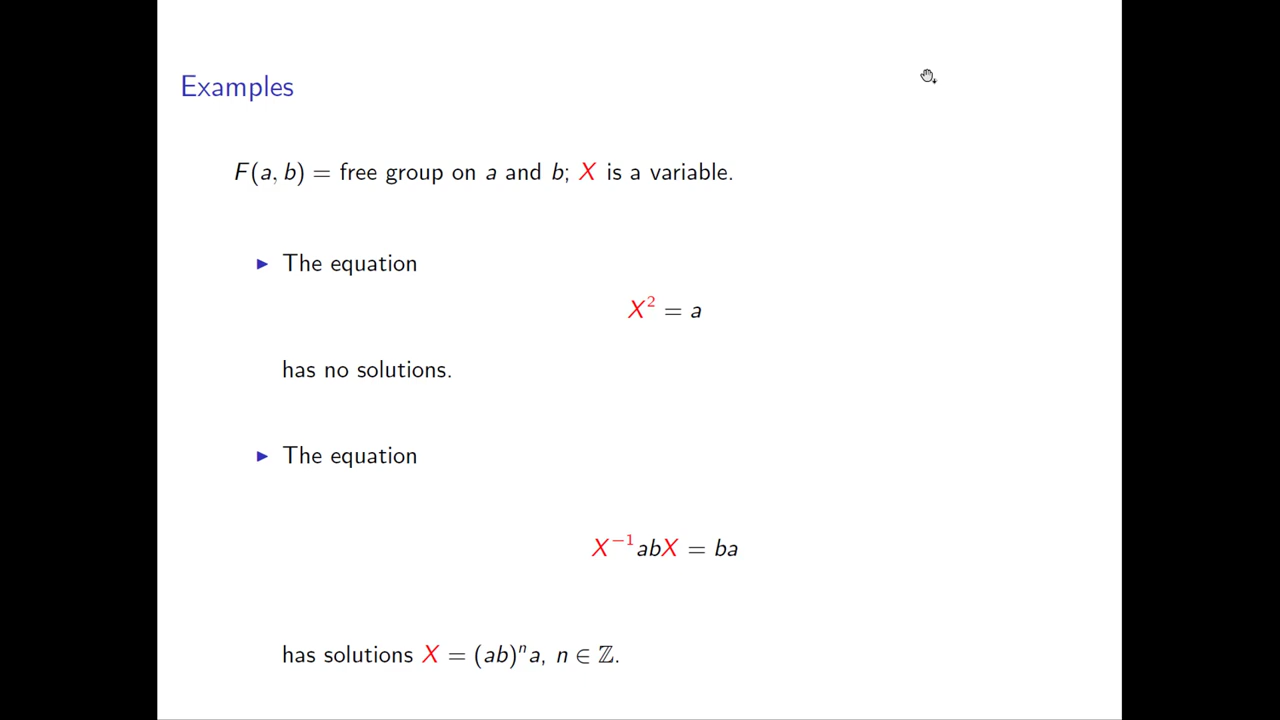 Examples
F(a, b) = free group on a and b; X is a variable.
▶ The equation
X² = a
has no solutions.
▶ The equation
X⁻¹abX = ba
has solutions X = (ab)ⁿa, n ∈ ℤ.